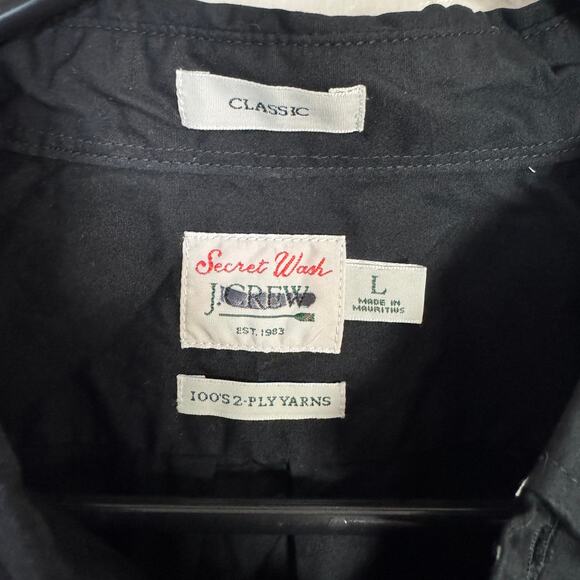 CLASSIC
Secret Wash
J.CREW
EST. 1983
L
MADE IN
MAURITIUS
100'S 2-PLY YARNS